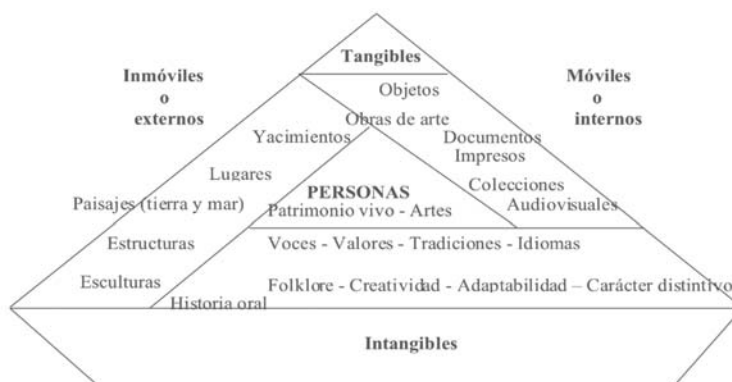 Tangibles
Inmóviles
o
externos
Móviles
o
internos
Objetos
Obras de arte
Yacimientos
Documentos
Impresos
Lugares
Colecciones
PERSONAS
Paisajes (tierra y mar)
Patrimonio vivo - Artes
Audiovisuales
Estructuras
Voces - Valores - Tradiciones - Idiomas
Esculturas
Folklore - Creatividad - Adaptabilidad – Carácter distintivo
Historia oral
Intangibles